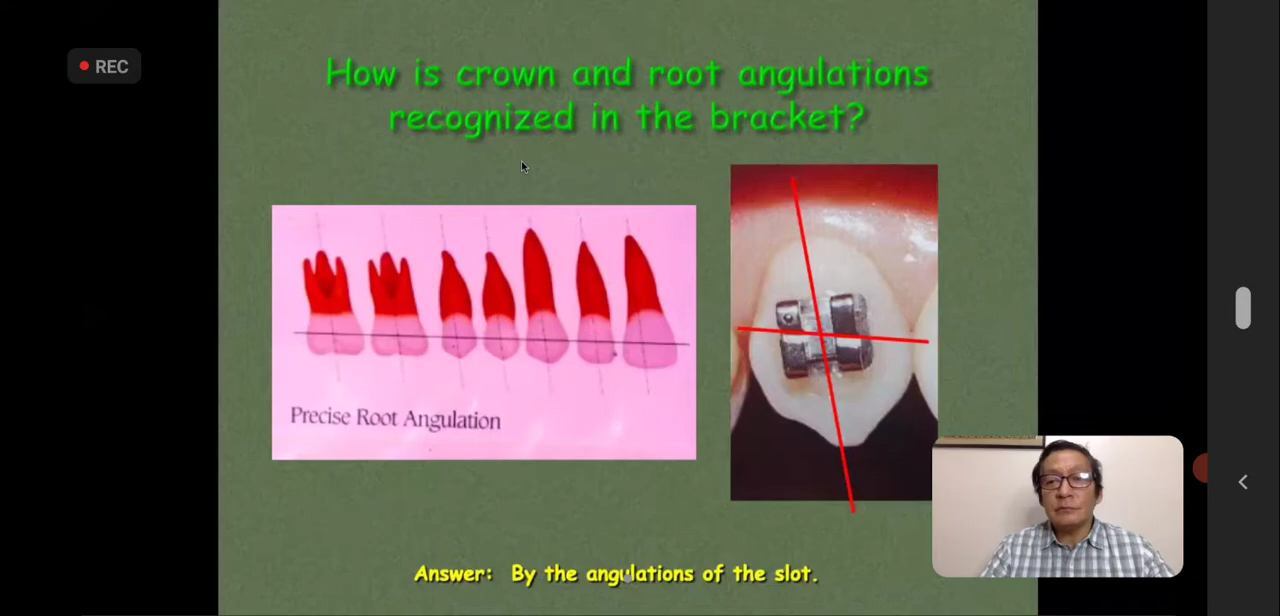 REC
How is crown and root angulations
recognized in the bracket?
Precise Root Angulation
Answer: By the angulations of the slot.